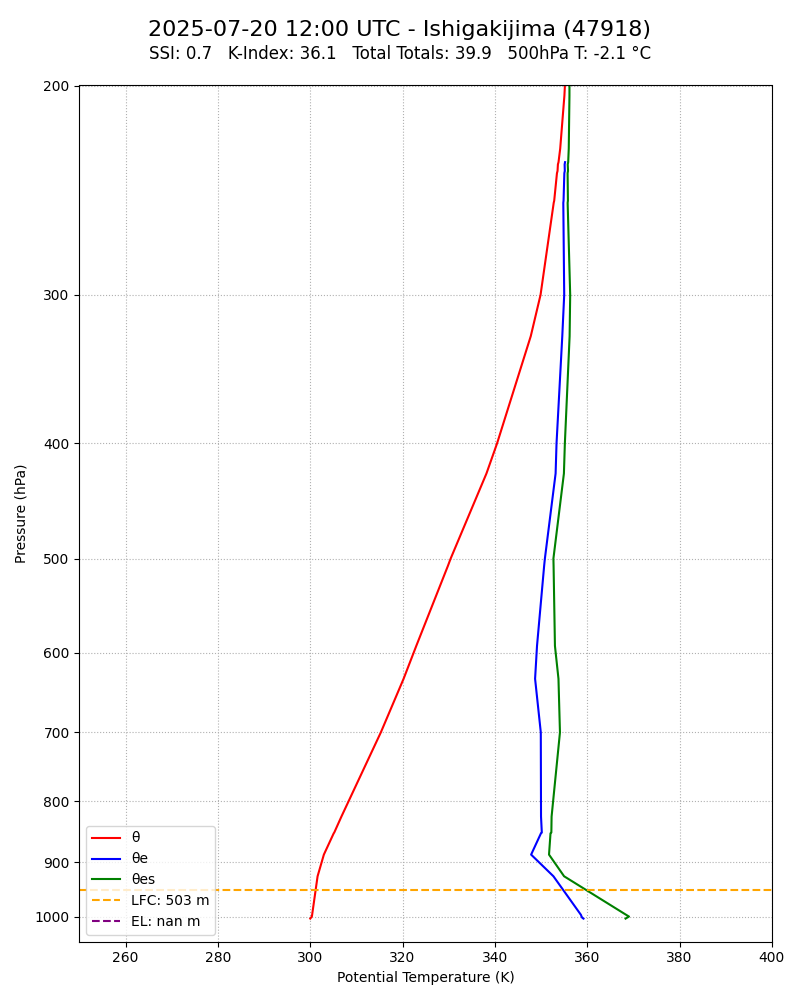 2025-07-20 12:00 UTC - Ishigakijima (47918)
SSI: 0.7   K-Index: 36.1   Total Totals: 39.9   500hPa T: -2.1 °C
200
300
400
500
600
700
800
900
1000
Pressure (hPa)
θ
θe
θes
LFC: 503 m
EL: nan m
260 280 300 320 340 360 380 400
Potential Temperature (K)